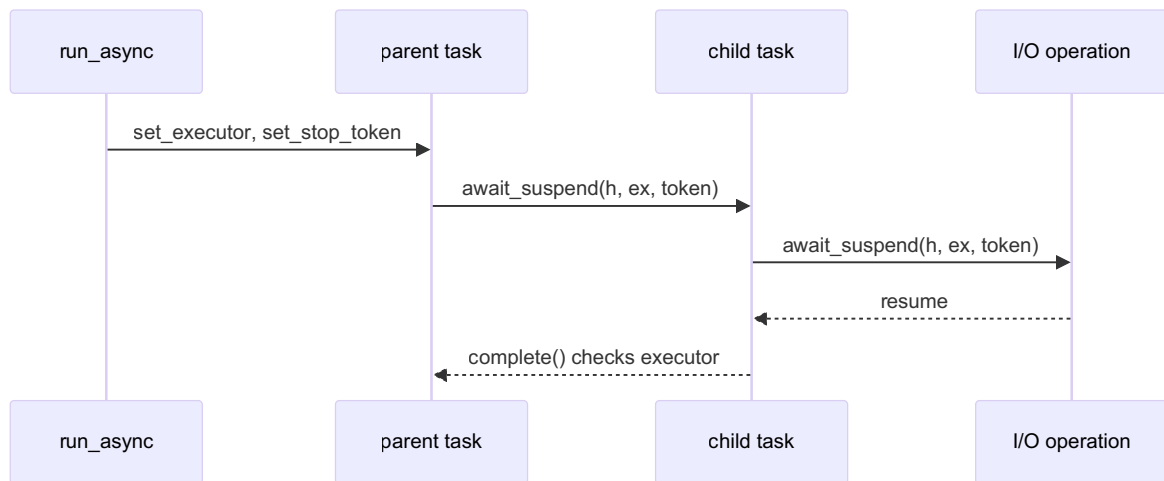 run_async
parent task
child task
I/O operation
set_executor, set_stop_token
await_suspend(h, ex, token)
await_suspend(h, ex, token)
resume
complete() checks executor
run_async
parent task
child task
I/O operation